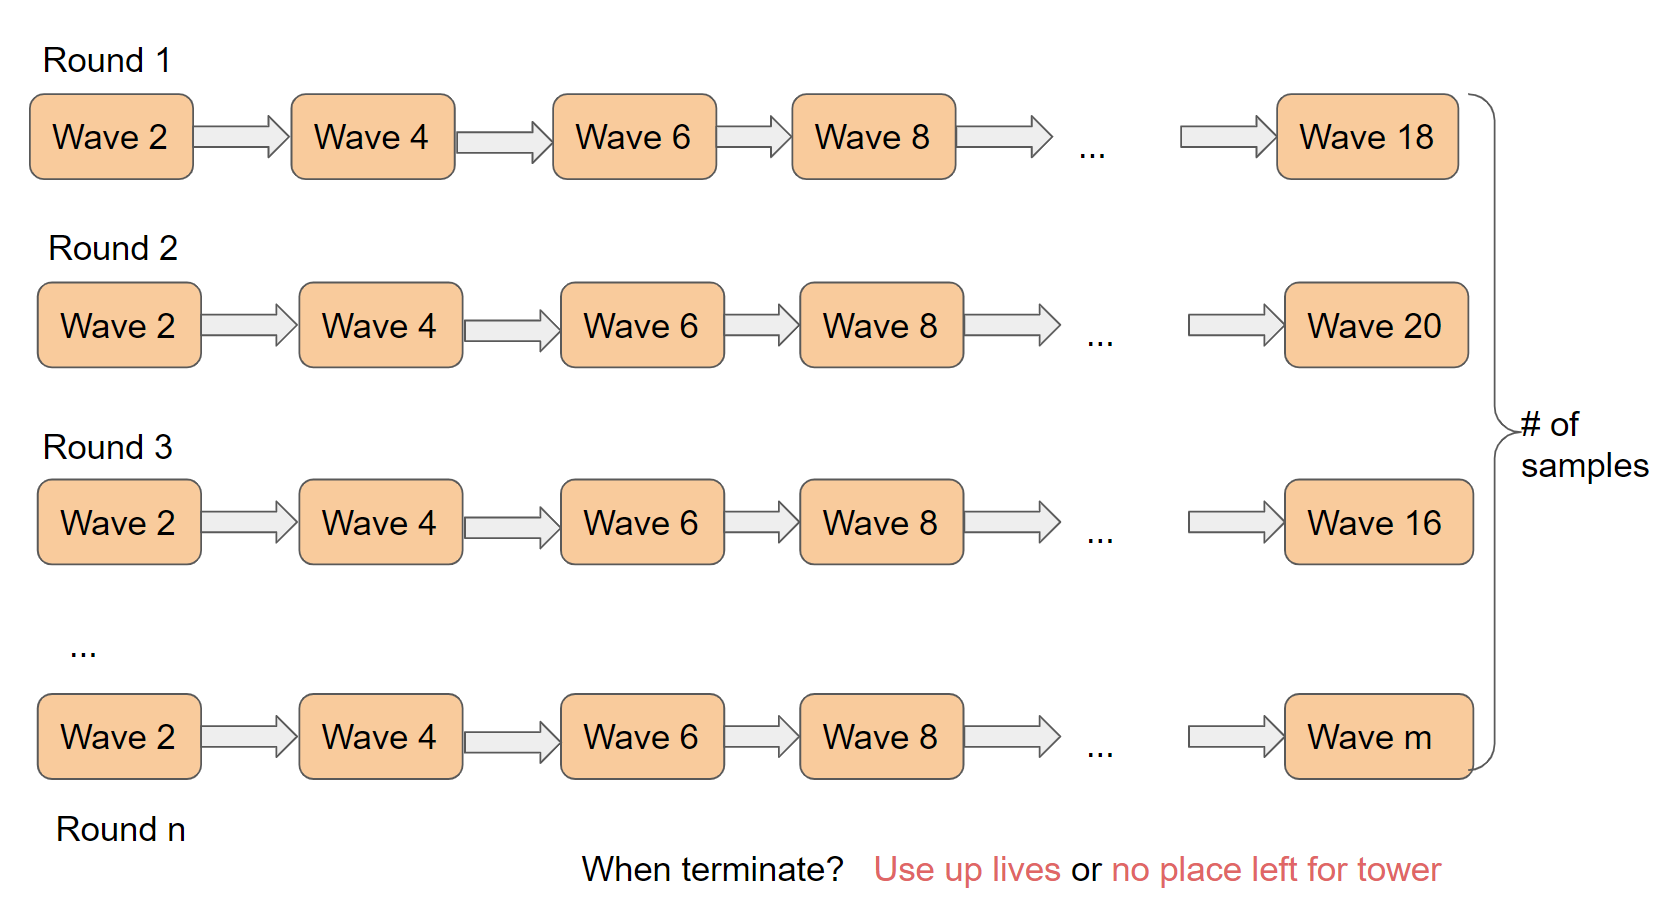 Round 1
Wave 2
Wave 4
Wave 6
Wave 8
...
Wave 18
Round 2
Wave 2
Wave 4
Wave 6
Wave 8
...
Wave 20
# of
samples
Round 3
Wave 2
Wave 4
Wave 6
Wave 8
...
Wave 16
...
Wave 2
Wave 4
Wave 6
Wave 8
...
Wave m
Round n
When terminate? Use up lives or no place left for tower